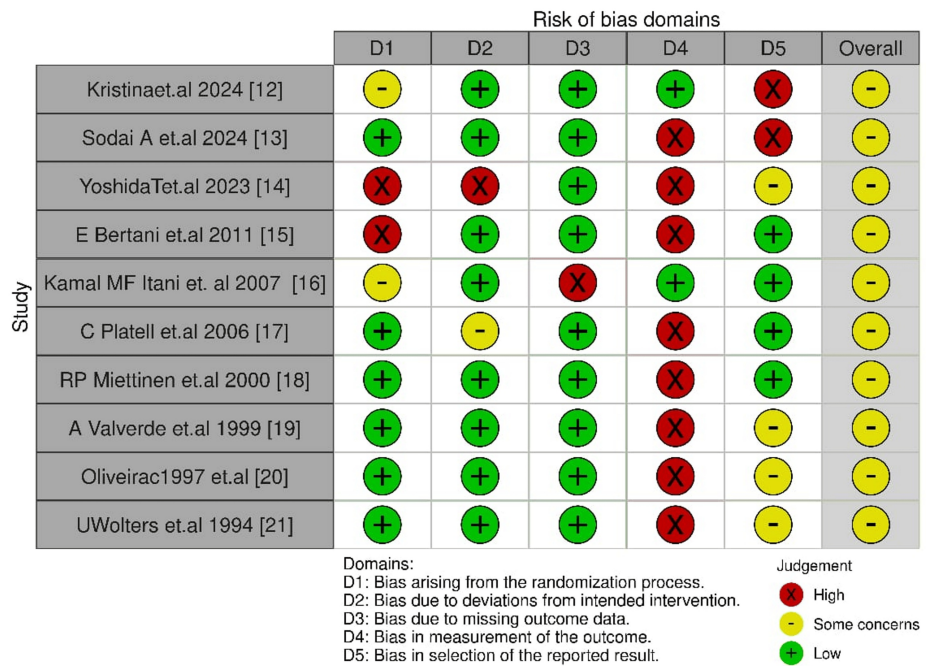 Risk of bias domains
D1 D2 D3 D4 D5 Overall
Study
Kristinaet.al 2024 [12] - + + + X -
Sodai A et.al 2024 [13] + + + X X -
YoshidaTet.al 2023 [14] X X + X - -
E Bertani et.al 2011 [15] X + + X + -
Kamal MF Itani et. al 2007 [16] - + X + + -
C Platell et.al 2006 [17] + - + X + -
RP Miettinen et.al 2000 [18] + + + X + -
A Valverde et.al 1999 [19] + + + X - -
Oliveirac1997 et.al [20] + + + X - -
UWolters et.al 1994 [21] + + + X - -
Domains:
D1: Bias arising from the randomization process.
D2: Bias due to deviations from intended intervention.
D3: Bias due to missing outcome data.
D4: Bias in measurement of the outcome.
D5: Bias in selection of the reported result.
Judgement
X High
- Some concerns
+ Low